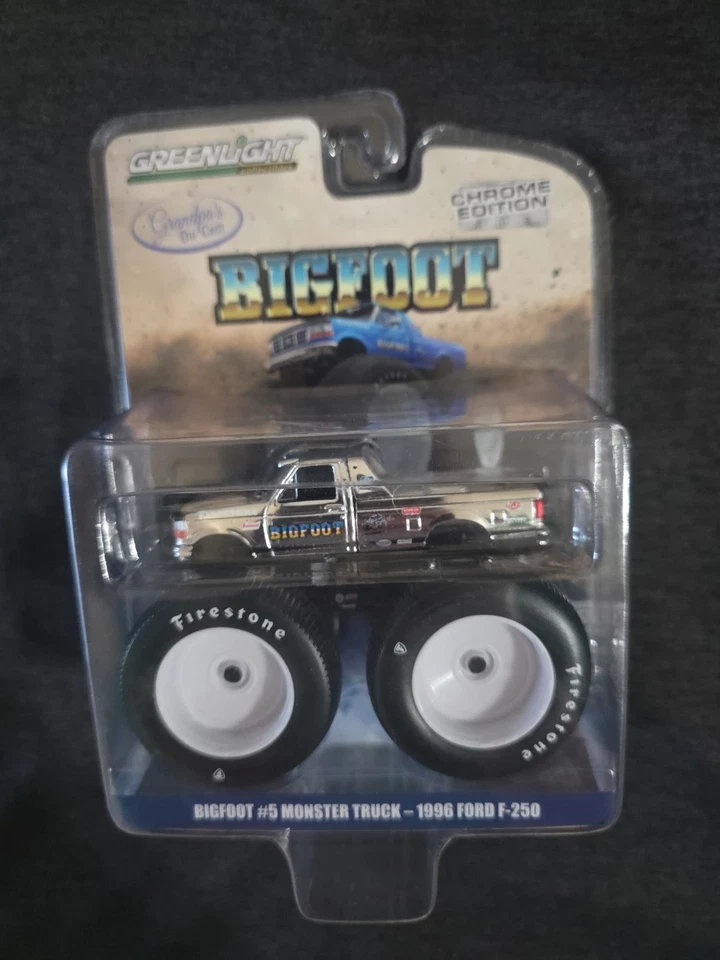 GREENLIGHT
Grandpa's
Die Cast
CHROME
EDITION
BIGFOOT
BIGFOOT
Firestone
Firestone
BIGFOOT #5 MONSTER TRUCK – 1996 FORD F-250